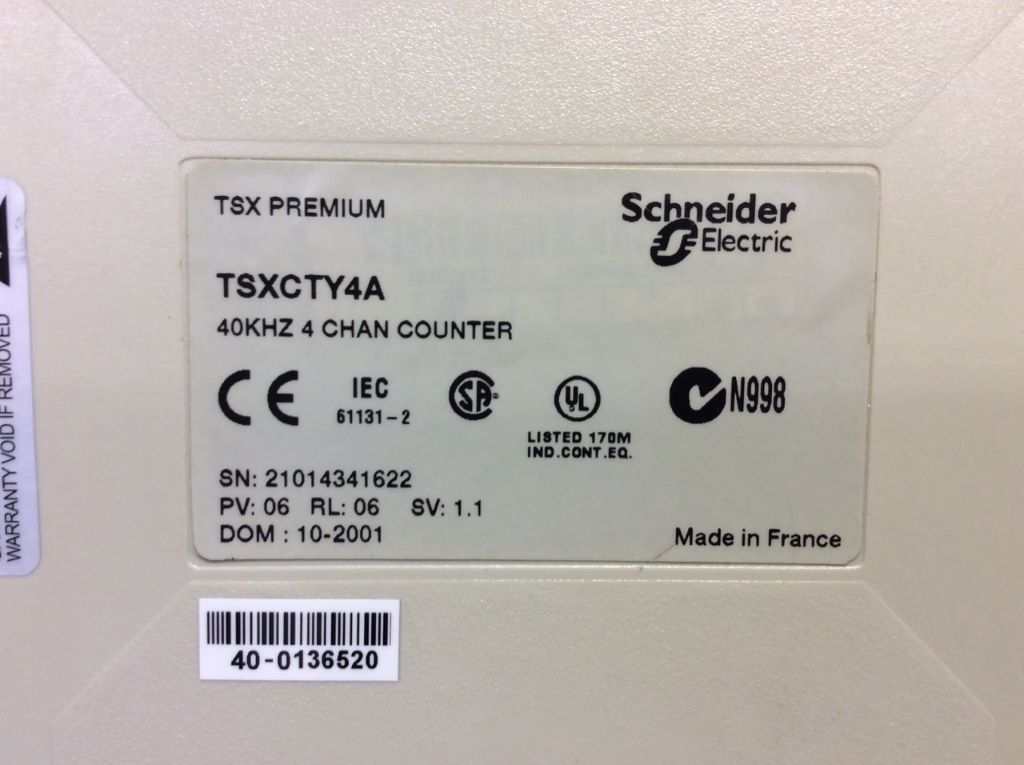 TSX PREMIUM
Schneider
Electric
TSXCTY4A
40KHZ 4 CHAN COUNTER
CE
IEC
61131-2
SA
UL
N998
LISTED 170M
IND.CONT.EQ.
SN: 21014341622
PV: 06 RL: 06 SV: 1.1
DOM : 10-2001
Made in France
40-0136520
WARRANTY VOID IF REMOVED